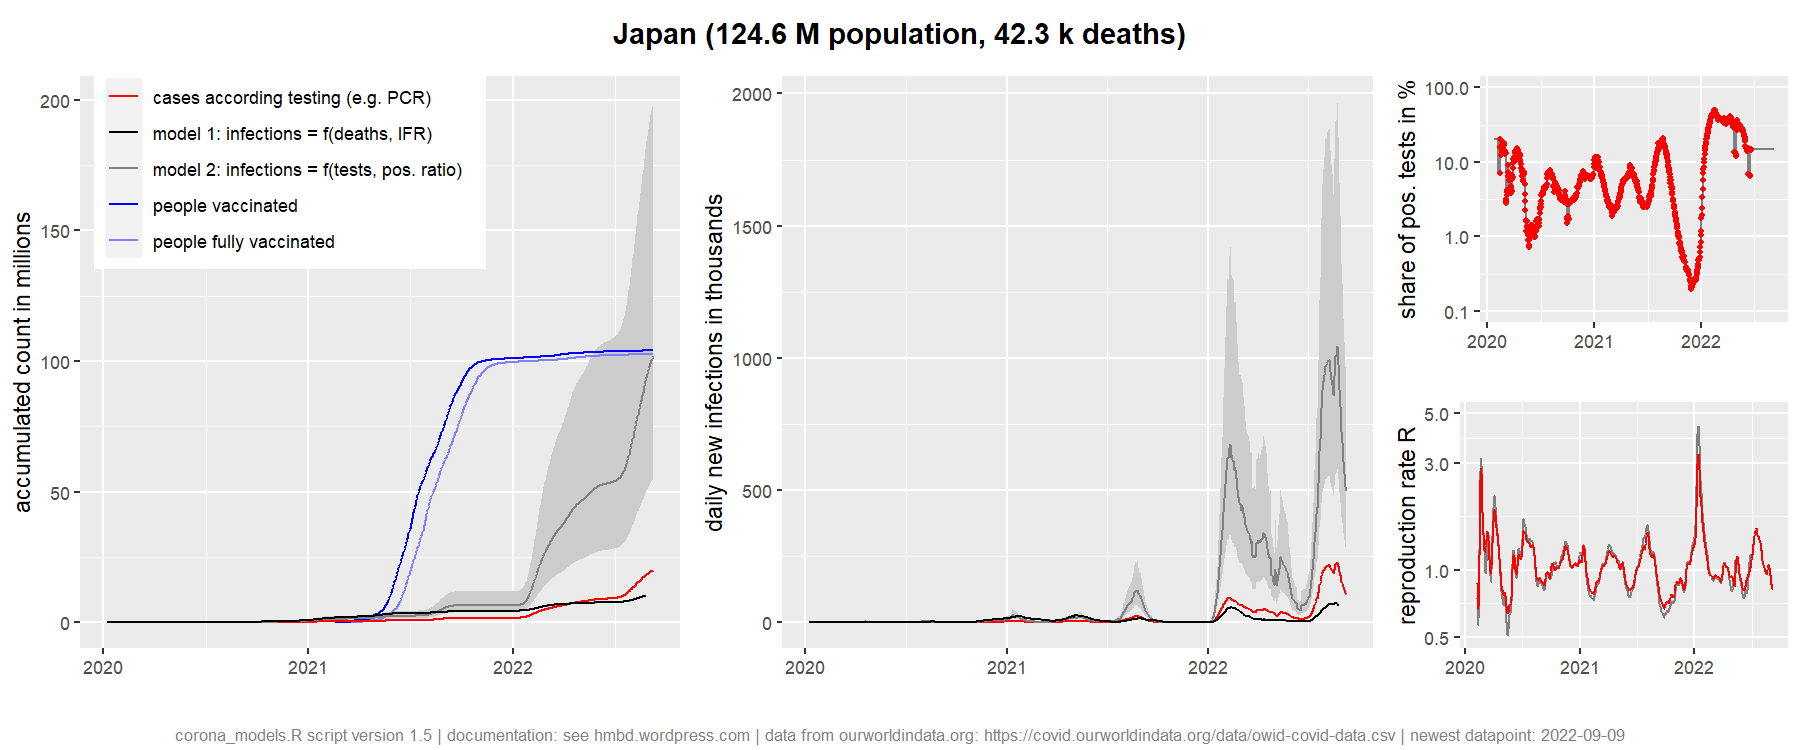 Japan (124.6 M population, 42.3 k deaths)
accumulated count in millions
200
150
100
50
0
2020
2021
2022
cases according testing (e.g. PCR)
model 1: infections = f(deaths, IFR)
model 2: infections = f(tests, pos. ratio)
people vaccinated
people fully vaccinated
daily new infections in thousands
2000
1500
1000
500
0
2020
2021
2022
share of pos. tests in %
100.0
10.0
1.0
0.1
2020
2021
2022
reproduction rate R
5.0
3.0
1.0
0.5
2020
2021
2022
corona_models.R script version 1.5 | documentation: see hmbd.wordpress.com | data from ourworldindata.org: https://covid.ourworldindata.org/data/owid-covid-data.csv | newest datapoint: 2022-09-09